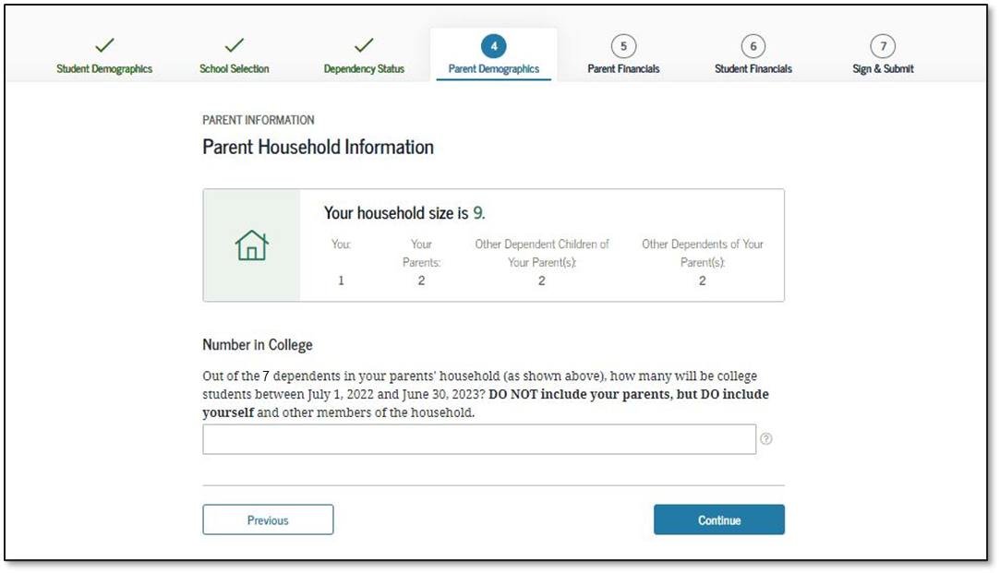 4 5 6 7
Student Demographics School Selection Dependency Status Parent Demographics Parent Financials Student Financials Sign & Submit
PARENT INFORMATION
Parent Household Information
Your household size is 9.
You: Your Other Dependent Children of Other Dependents of Your
Parents: Your Parent(s): Parent(s):
1 2 2 2
Number in College
Out of the 7 dependents in your parents' household (as shown above), how many will be college
students between July 1, 2022 and June 30, 2023? DO NOT include your parents, but DO include
yourself and other members of the household.
?
Previous Continue